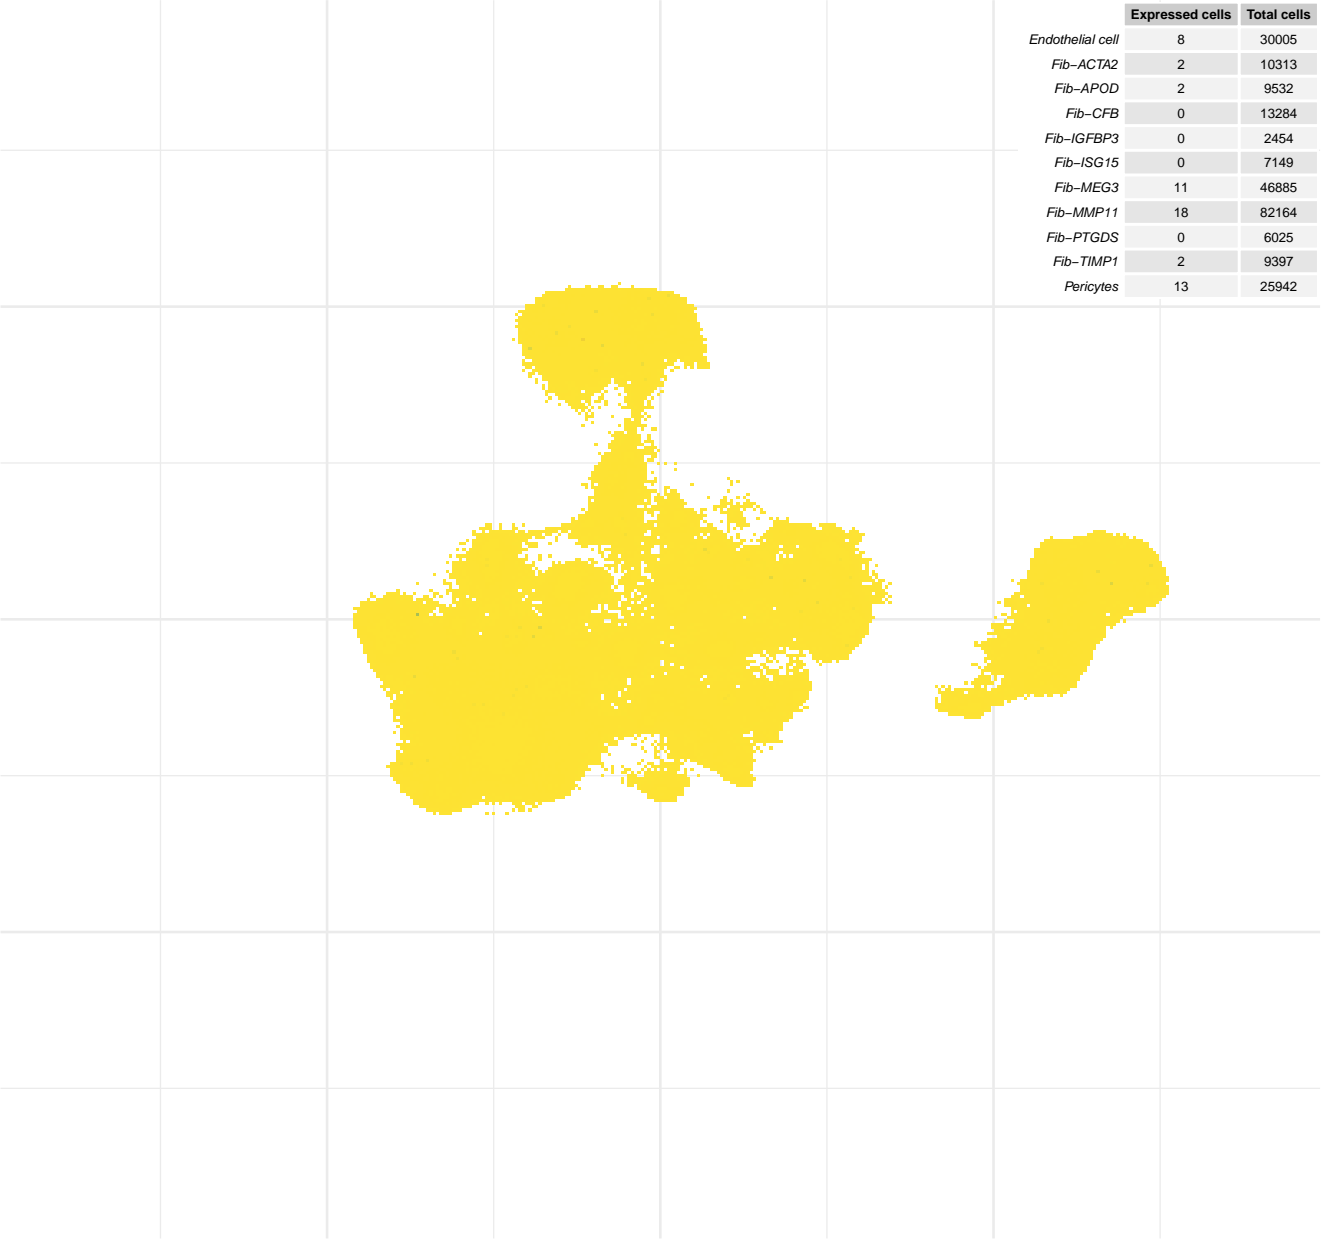 Expressed cells Total cells
Endothelial cell 8 30005
Fib−ACTA2 2 10313
Fib−APOD 2 9532
Fib−CFB 0 13284
Fib−IGFBP3 0 2454
Fib−ISG15 0 7149
Fib−MEG3 11 46885
Fib−MMP11 18 82164
Fib−PTGDS 0 6025
Fib−TIMP1 2 9397
Pericytes 13 25942